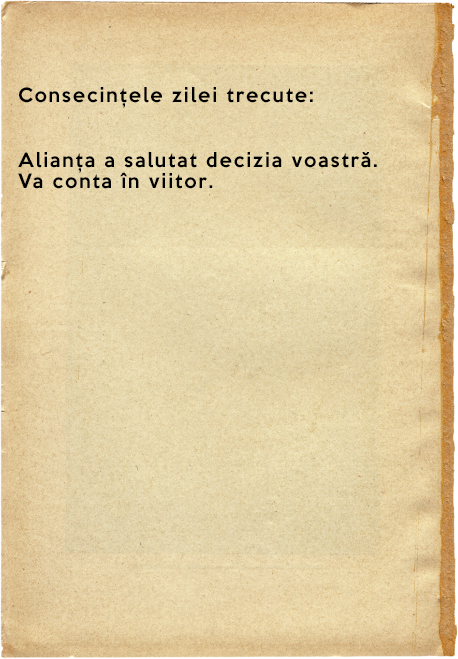 Consecințele zilei trecute:
Alianța a salutat decizia voastră.
Va conta în viitor.